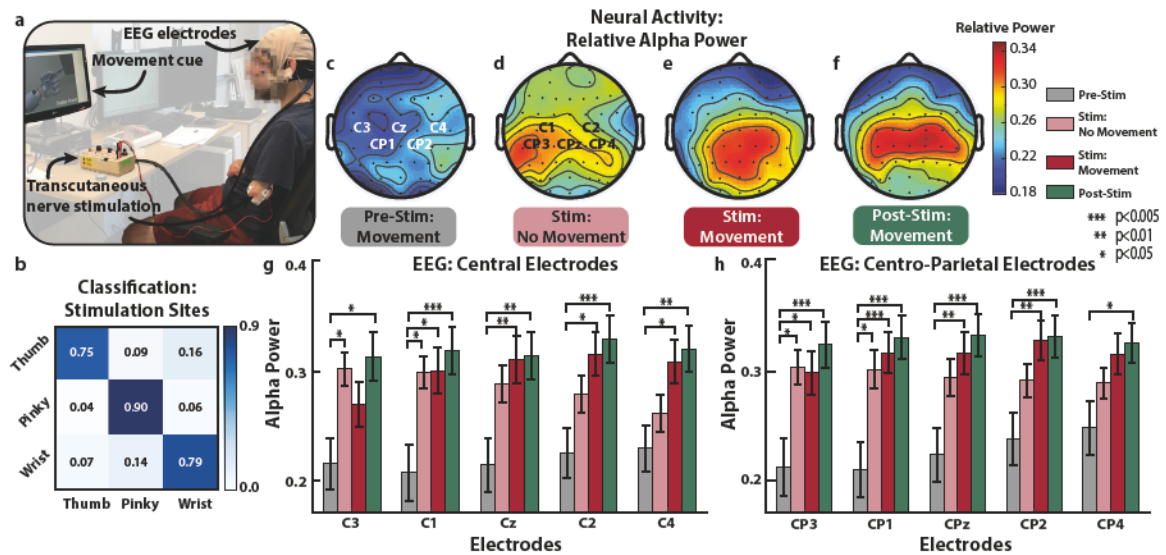 a
EEG electrodes
Movement cue
Transcutaneous
nerve stimulation
Neural Activity:
Relative Alpha Power
c
d
e
f
C3
Cz
C4
CP1
CP2
C1
C2
CP3
CPz
CP4
Pre-Stim:
Movement
Stim:
No Movement
Stim:
Movement
Post-Stim:
Movement
Relative Power
0.34
0.30
0.26
0.22
0.18
Pre-Stim
Stim:
No Movement
Stim:
Movement
Post-Stim
*** p<0.005
** p<0.01
* p<0.05
b
Classification:
Stimulation Sites
Thumb
Pinky
Wrist
0.75 0.09 0.16
0.04 0.90 0.06
0.07 0.14 0.79
Thumb Pinky Wrist
0.9
0.0
g
EEG: Central Electrodes
Alpha Power
0.4
0.3
0.2
* *
* * ***
** **
* ***
* **
C3 C1 Cz C2 C4
Electrodes
h
EEG: Centro-Parietal Electrodes
Alpha Power
0.4
0.3
0.2
* * ***
* *** ***
** ***
** ***
*
CP3 CP1 CPz CP2 CP4
Electrodes